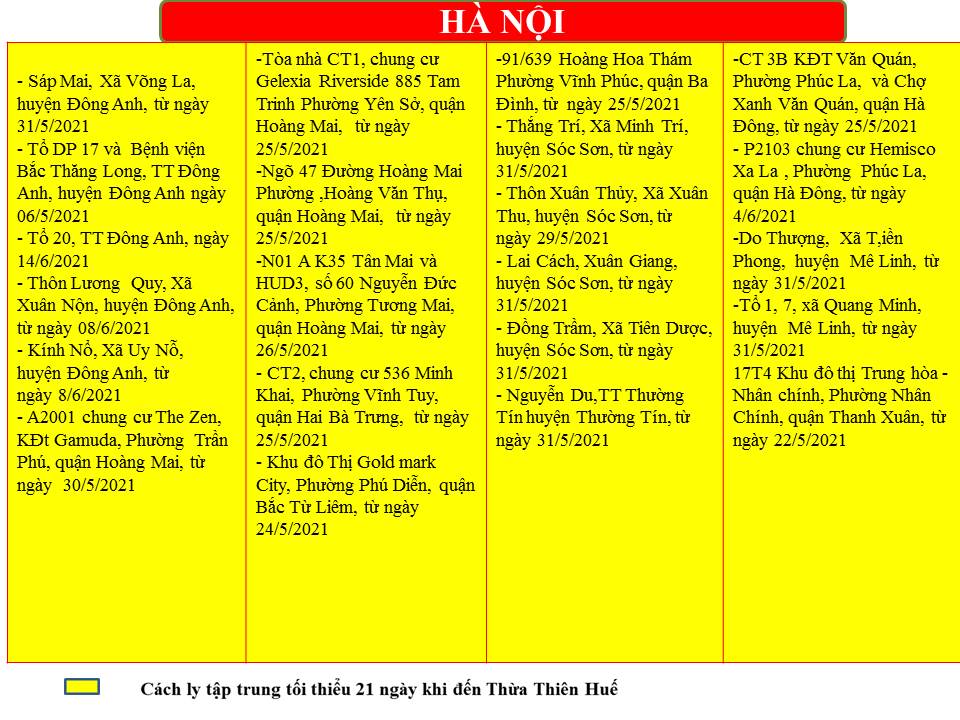 HÀ NỘI
- Sáp Mai, Xã Võng La,
huyện Đông Anh, từ ngày
31/5/2021
- Tổ DP 17 và Bệnh viện
Bắc Thăng Long, TT Đông
Anh, huyện Đông Anh ngày
06/5/2021
- Tổ 20, TT Đông Anh, ngày
14/6/2021
- Thôn Lương Quy, Xã
Xuân Nộn, huyện Đông Anh,
từ ngày 08/6/2021
- Kính Nổ, Xã Uy Nỗ,
huyện Đông Anh, từ
ngày 8/6/2021
- A2001 chung cư The Zen,
KĐt Gamuda, Phường Trần
Phú, quận Hoàng Mai, từ
ngày 30/5/2021
-Tòa nhà CT1, chung cư
Gelexia Riverside 885 Tam
Trinh Phường Yên Sở, quận
Hoàng Mai, từ ngày
25/5/2021
-Ngõ 47 Đường Hoàng Mai
Phường ,Hoàng Văn Thụ,
quận Hoàng Mai, từ ngày
25/5/2021
-N01 A K35 Tân Mai và
HUD3, số 60 Nguyễn Đức
Cảnh, Phường Tương Mai,
quận Hoàng Mai, từ ngày
26/5/2021
- CT2, chung cư 536 Minh
Khai, Phường Vĩnh Tuy,
quận Hai Bà Trưng, từ ngày
25/5/2021
- Khu đô Thị Gold mark
City, Phường Phú Diễn, quận
Bắc Từ Liêm, từ ngày
24/5/2021
-91/639 Hoàng Hoa Thám
Phường Vĩnh Phúc, quận Ba
Đình, từ ngày 25/5/2021
- Thắng Trí, Xã Minh Trí,
huyện Sóc Sơn, từ ngày
31/5/2021
- Thôn Xuân Thủy, Xã Xuân
Thu, huyện Sóc Sơn, từ
ngày 29/5/2021
- Lai Cách, Xuân Giang,
huyện Sóc Sơn, từ ngày
31/5/2021
- Đồng Trầm, Xã Tiên Dược,
huyện Sóc Sơn, từ ngày
31/5/2021
- Nguyễn Du,TT Thường
Tín huyện Thường Tín, từ
ngày 31/5/2021
-CT 3B KĐT Văn Quán,
Phường Phúc La, và Chợ
Xanh Văn Quán, quận Hà
Đông, từ ngày 25/5/2021
- P2103 chung cư Hemisco
Xa La , Phường Phúc La,
quận Hà Đông, từ ngày
4/6/2021
-Do Thượng, Xã T,iền
Phong, huyện Mê Linh, từ
ngày 31/5/2021
-Tổ 1, 7, xã Quang Minh,
huyện Mê Linh, từ ngày
31/5/2021
17T4 Khu đô thị Trung hòa -
Nhân chính, Phường Nhân
Chính, quận Thanh Xuân, từ
ngày 22/5/2021
Cách ly tập trung tối thiểu 21 ngày khi đến Thừa Thiên Huế